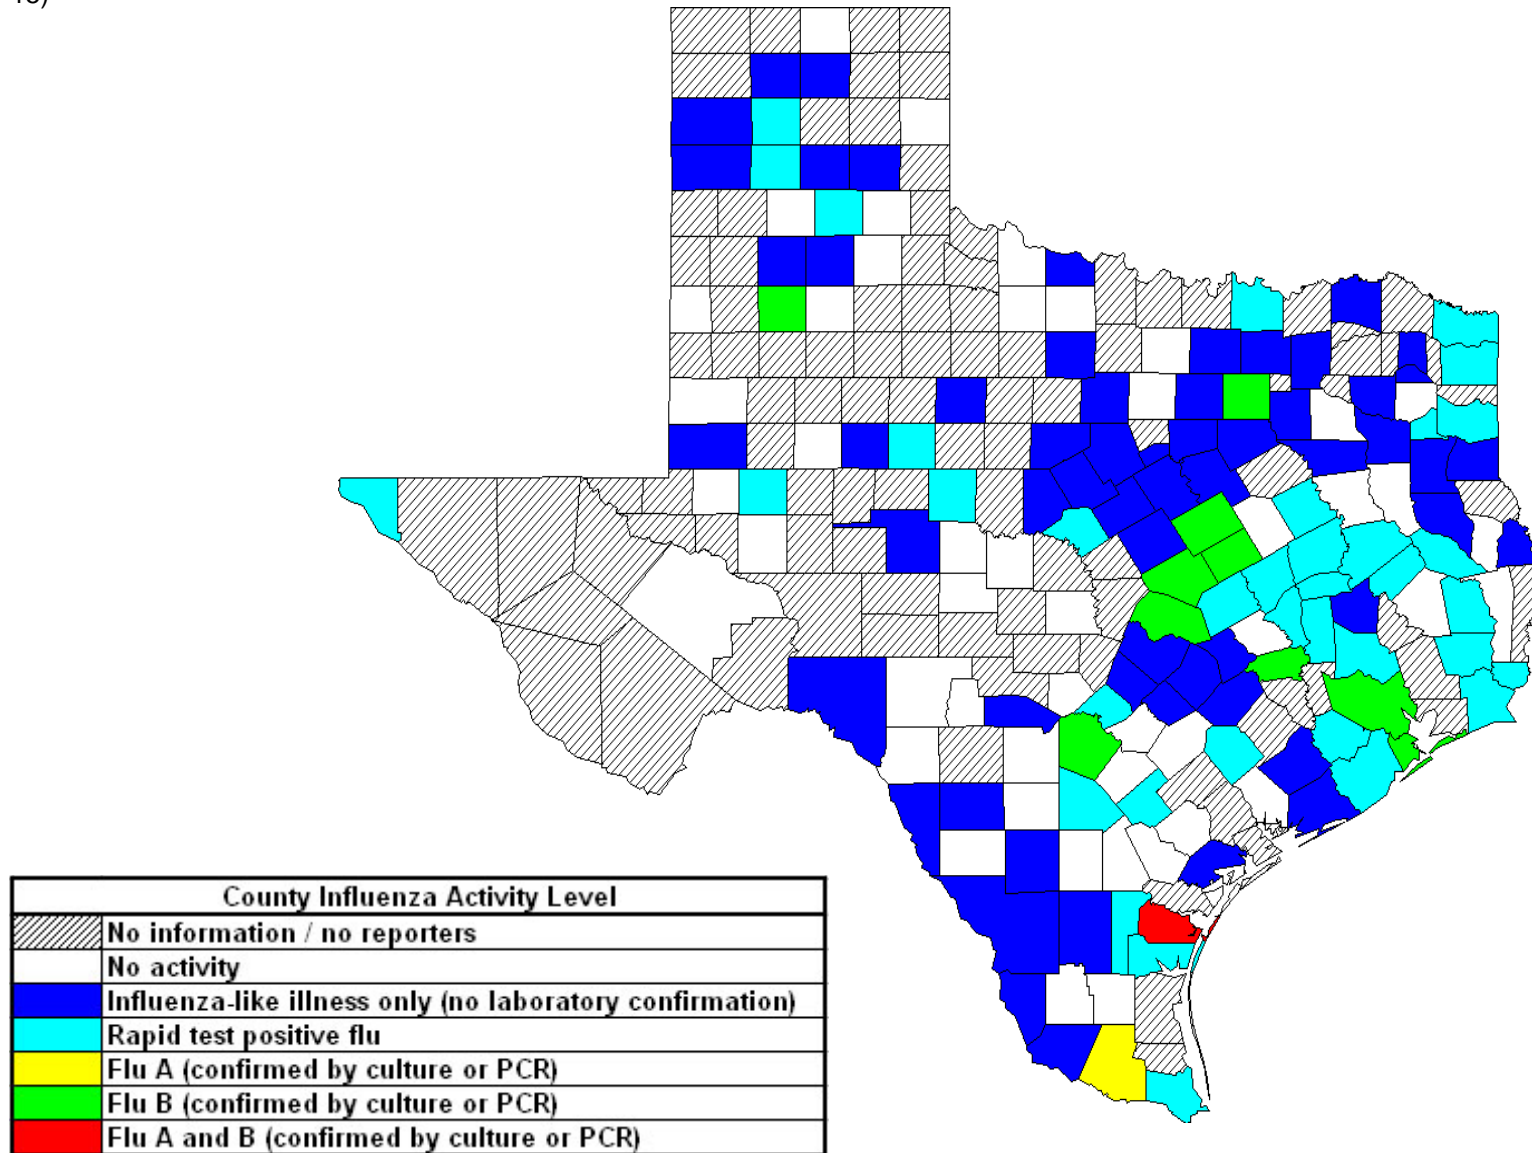 County Influenza Activity Level
No information / no reporters
No activity
Influenza-like illness only (no laboratory confirmation)
Rapid test positive flu
Flu A (confirmed by culture or PCR)
Flu B (confirmed by culture or PCR)
Flu A and B (confirmed by culture or PCR)